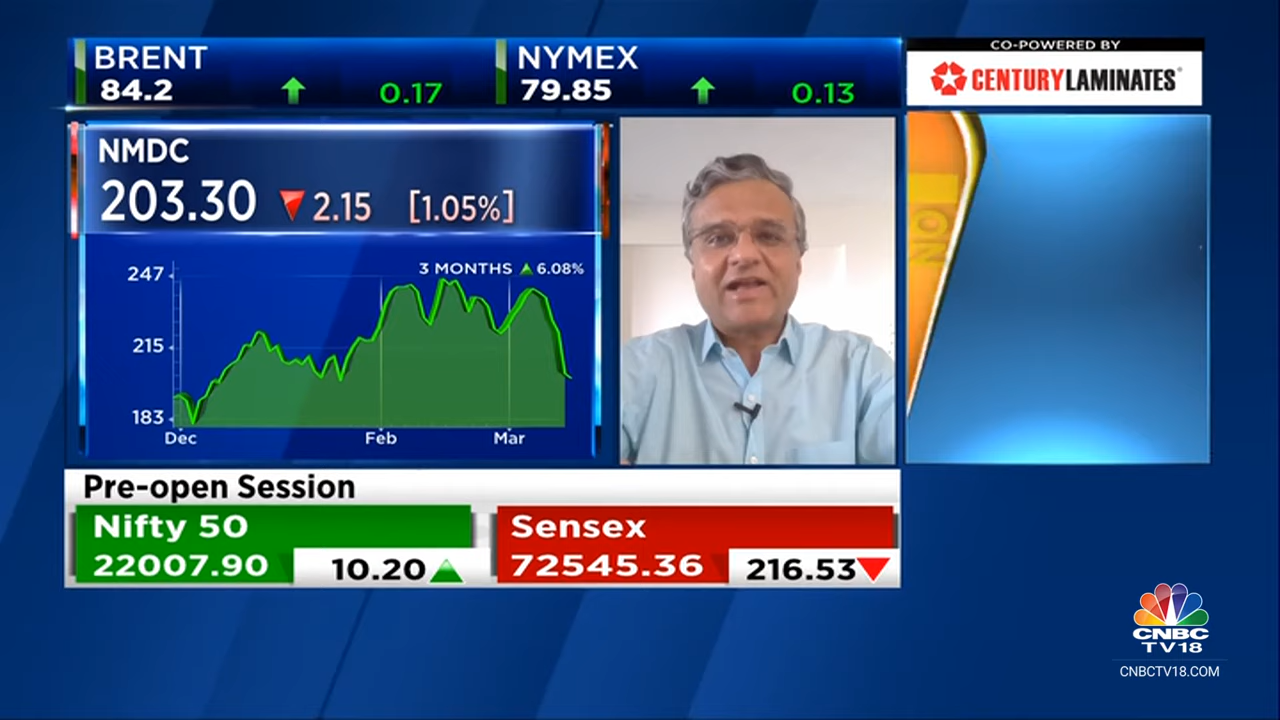 BRENT
84.2 0.17
NYMEX
79.85 0.13
CO-POWERED BY
CENTURYLAMINATES®
NMDC
203.30 2.15 [1.05%]
3 MONTHS 6.08%
247
215
183
Dec Feb Mar
Pre-open Session
Nifty 50
22007.90 10.20
Sensex
72545.36 216.53
CNBC
TV18
CNBCTV18.COM